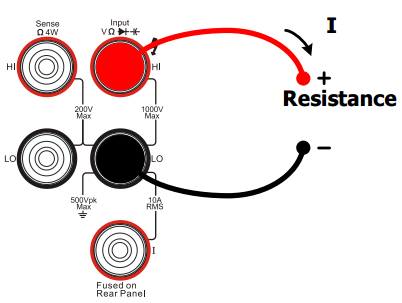 Sense
Ω 4W
Input
V Ω
I
HI
HI
+
Resistance
200V
Max
1000V
Max
LO
LO
−
500Vpk
Max
10A
RMS
I
Fused on
Rear Panel